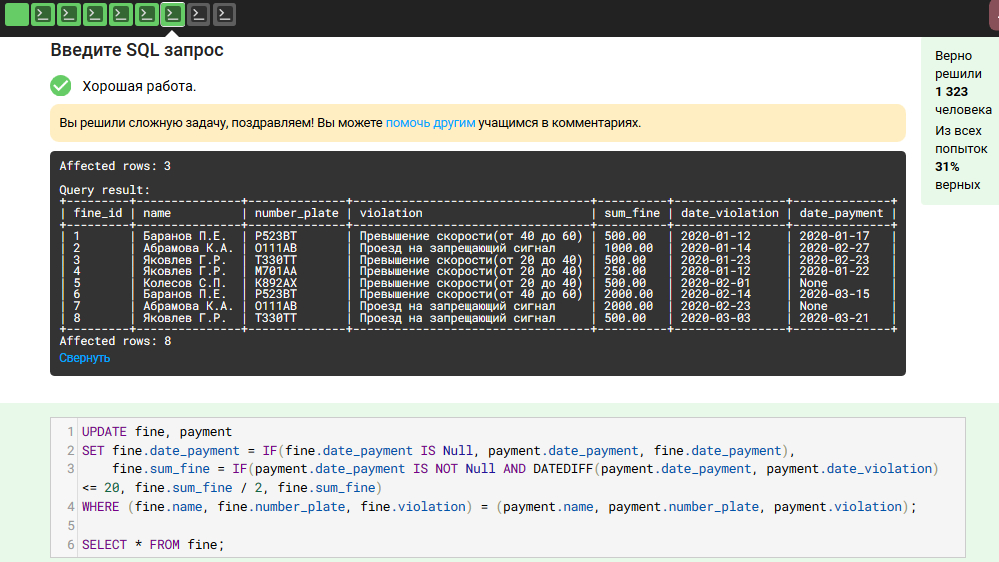 Введите SQL запрос
Хорошая работа.
Вы решили сложную задачу, поздравляем! Вы можете помочь другим учащимся в комментариях.
Affected rows: 3
Query result:
+---------+---------------+--------------+----------------------------------+----------+----------------+--------------+
| fine_id | name | number_plate | violation | sum_fine | date_violation | date_payment |
+---------+---------------+--------------+----------------------------------+----------+----------------+--------------+
| 1 | Баранов П.Е. | Р523ВТ | Превышение скорости(от 40 до 60) | 500.00 | 2020-01-12 | 2020-01-17 |
| 2 | Абрамова К.А. | О111АВ | Проезд на запрещающий сигнал | 1000.00 | 2020-01-14 | 2020-02-27 |
| 3 | Яковлев Г.Р. | Т330ТТ | Превышение скорости(от 20 до 40) | 500.00 | 2020-01-23 | 2020-02-23 |
| 4 | Яковлев Г.Р. | М701АА | Превышение скорости(от 20 до 40) | 250.00 | 2020-01-12 | 2020-01-22 |
| 5 | Колесов С.П. | К892АХ | Превышение скорости(от 20 до 40) | 500.00 | 2020-02-01 | None |
| 6 | Баранов П.Е. | Р523ВТ | Превышение скорости(от 40 до 60) | 2000.00 | 2020-02-14 | 2020-03-15 |
| 7 | Абрамова К.А. | О111АВ | Проезд на запрещающий сигнал | 2000.00 | 2020-02-23 | None |
| 8 | Яковлев Г.Р. | Т330ТТ | Проезд на запрещающий сигнал | 500.00 | 2020-03-03 | 2020-03-21 |
+---------+---------------+--------------+----------------------------------+----------+----------------+--------------+
Affected rows: 8
Свернуть
1 UPDATE fine, payment
2 SET fine.date_payment = IF(fine.date_payment IS Null, payment.date_payment, fine.date_payment),
3 fine.sum_fine = IF(payment.date_payment IS NOT Null AND DATEDIFF(payment.date_payment, payment.date_violation)
<= 20, fine.sum_fine / 2, fine.sum_fine)
4 WHERE (fine.name, fine.number_plate, fine.violation) = (payment.name, payment.number_plate, payment.violation);
5
6 SELECT * FROM fine;
Верно
решили
1 323
человека
Из всех
попыток
31%
верных